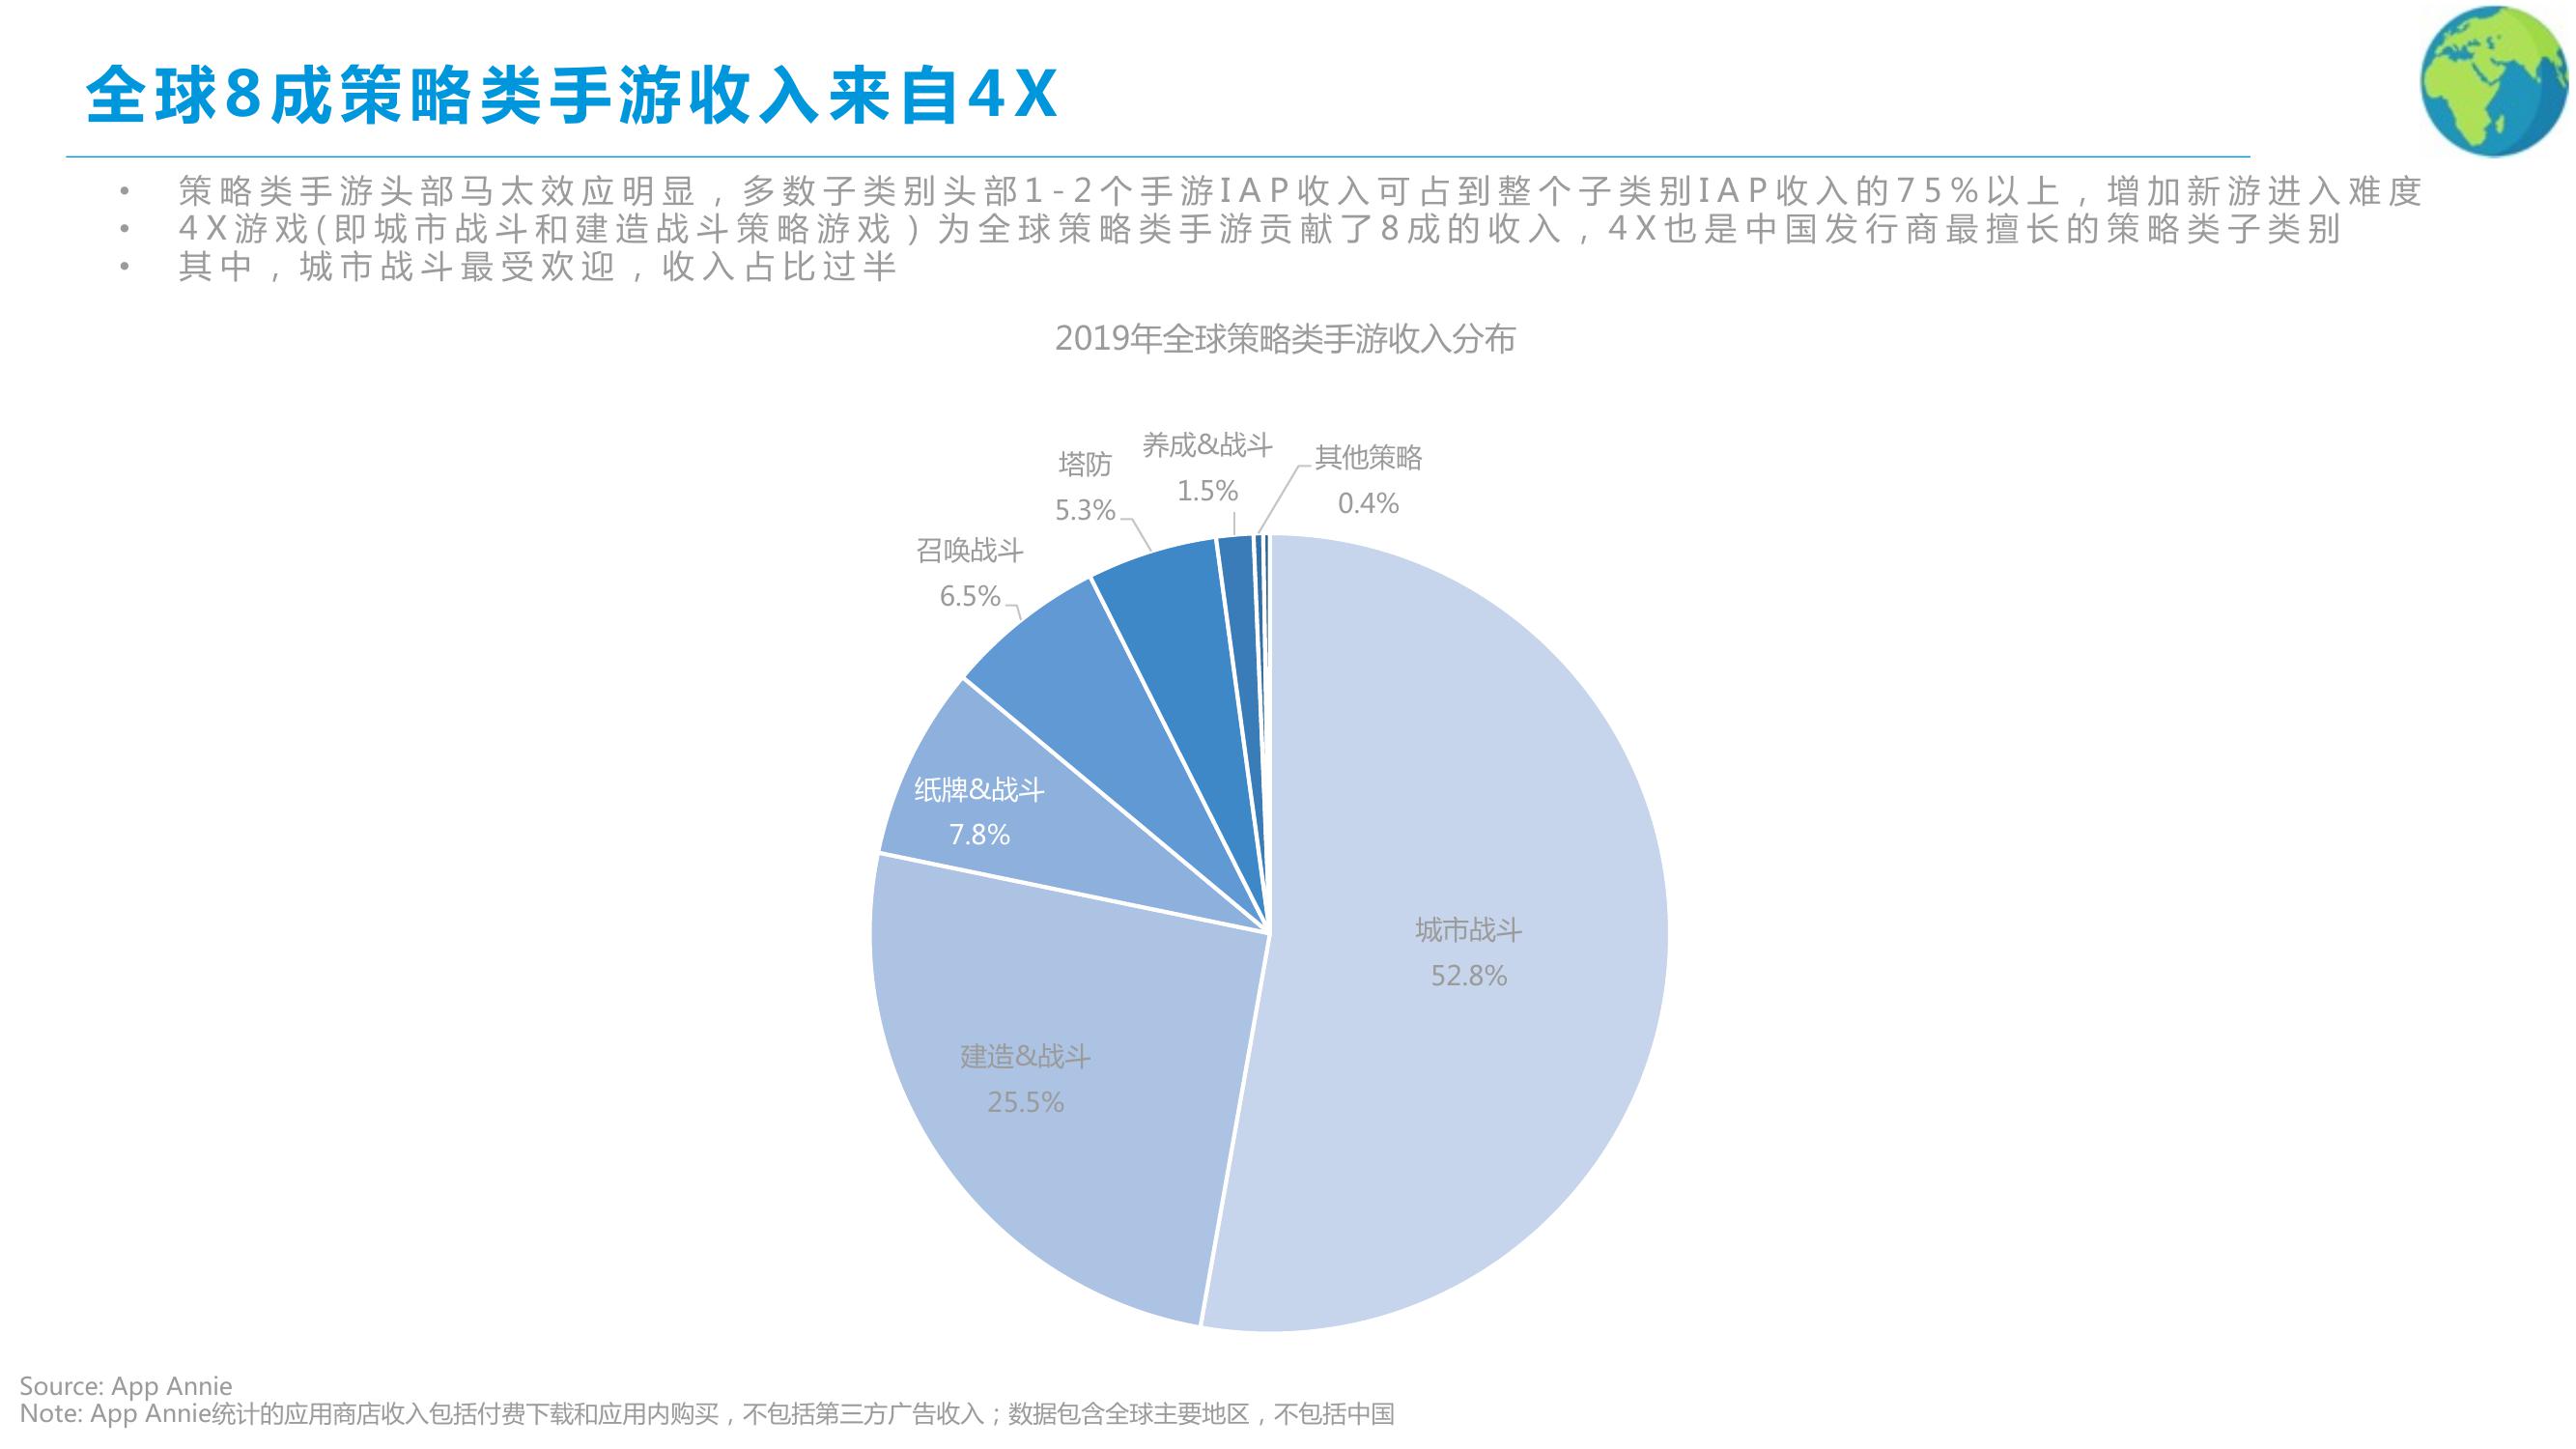 全球8成策略类手游收入来自4X
• 策略类手游头部马太效应明显，多数子类别头部1-2个手游IAP收入可占到整个子类别IAP收入的75%以上，增加新游进入难度
• 4X游戏(即城市战斗和建造战斗策略游戏）为全球策略类手游贡献了8成的收入，4X也是中国发行商最擅长的策略类子类别
• 其中，城市战斗最受欢迎，收入占比过半
2019年全球策略类手游收入分布
养成&战斗
1.5%
其他策略
0.4%
塔防
5.3%
召唤战斗
6.5%
纸牌&战斗
7.8%
城市战斗
52.8%
建造&战斗
25.5%
Source: App Annie
Note: App Annie统计的应用商店收入包括付费下载和应用内购买，不包括第三方广告收入；数据包含全球主要地区，不包括中国